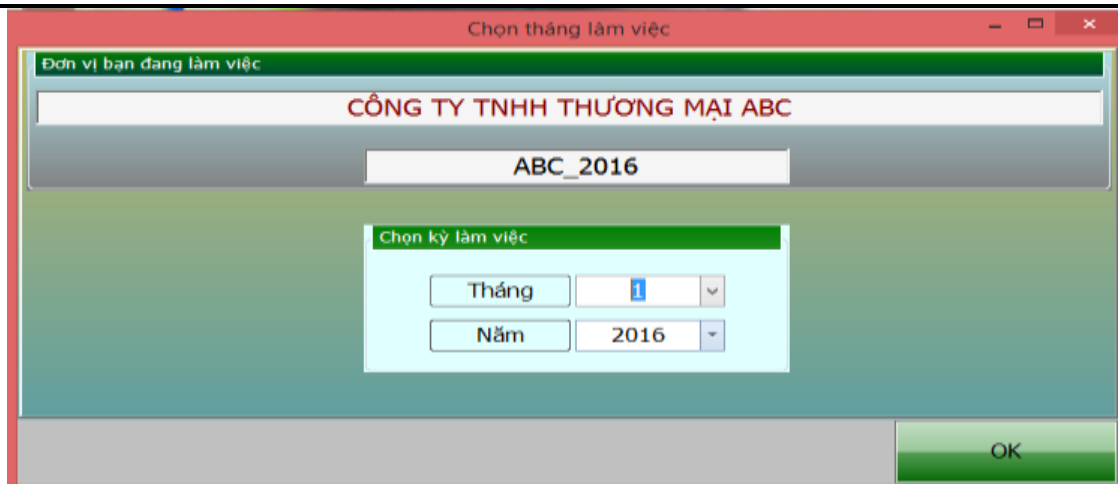 Chọn tháng làm việc
Đơn vị bạn đang làm việc
CÔNG TY TNHH THƯƠNG MẠI ABC
ABC_2016
Chọn kỳ làm việc
Tháng 1
Năm 2016
OK